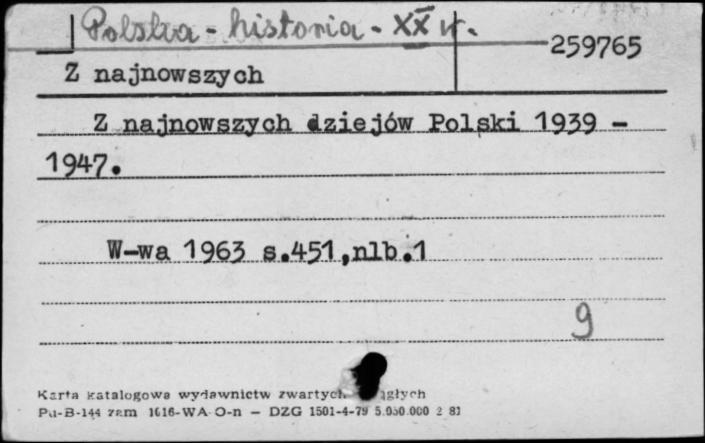 Polska - historia - XX w.
259765
Z najnowszych
Z najnowszych dziejów Polski 1939 -
1947.
W-wa 1963 s.451,nlb.1
9
Karta katalogowa wydawnictw zwartych
Pu-B-144 zam 1616-WA-O-n — DZG 1501-4-79 5.050.000 2 81